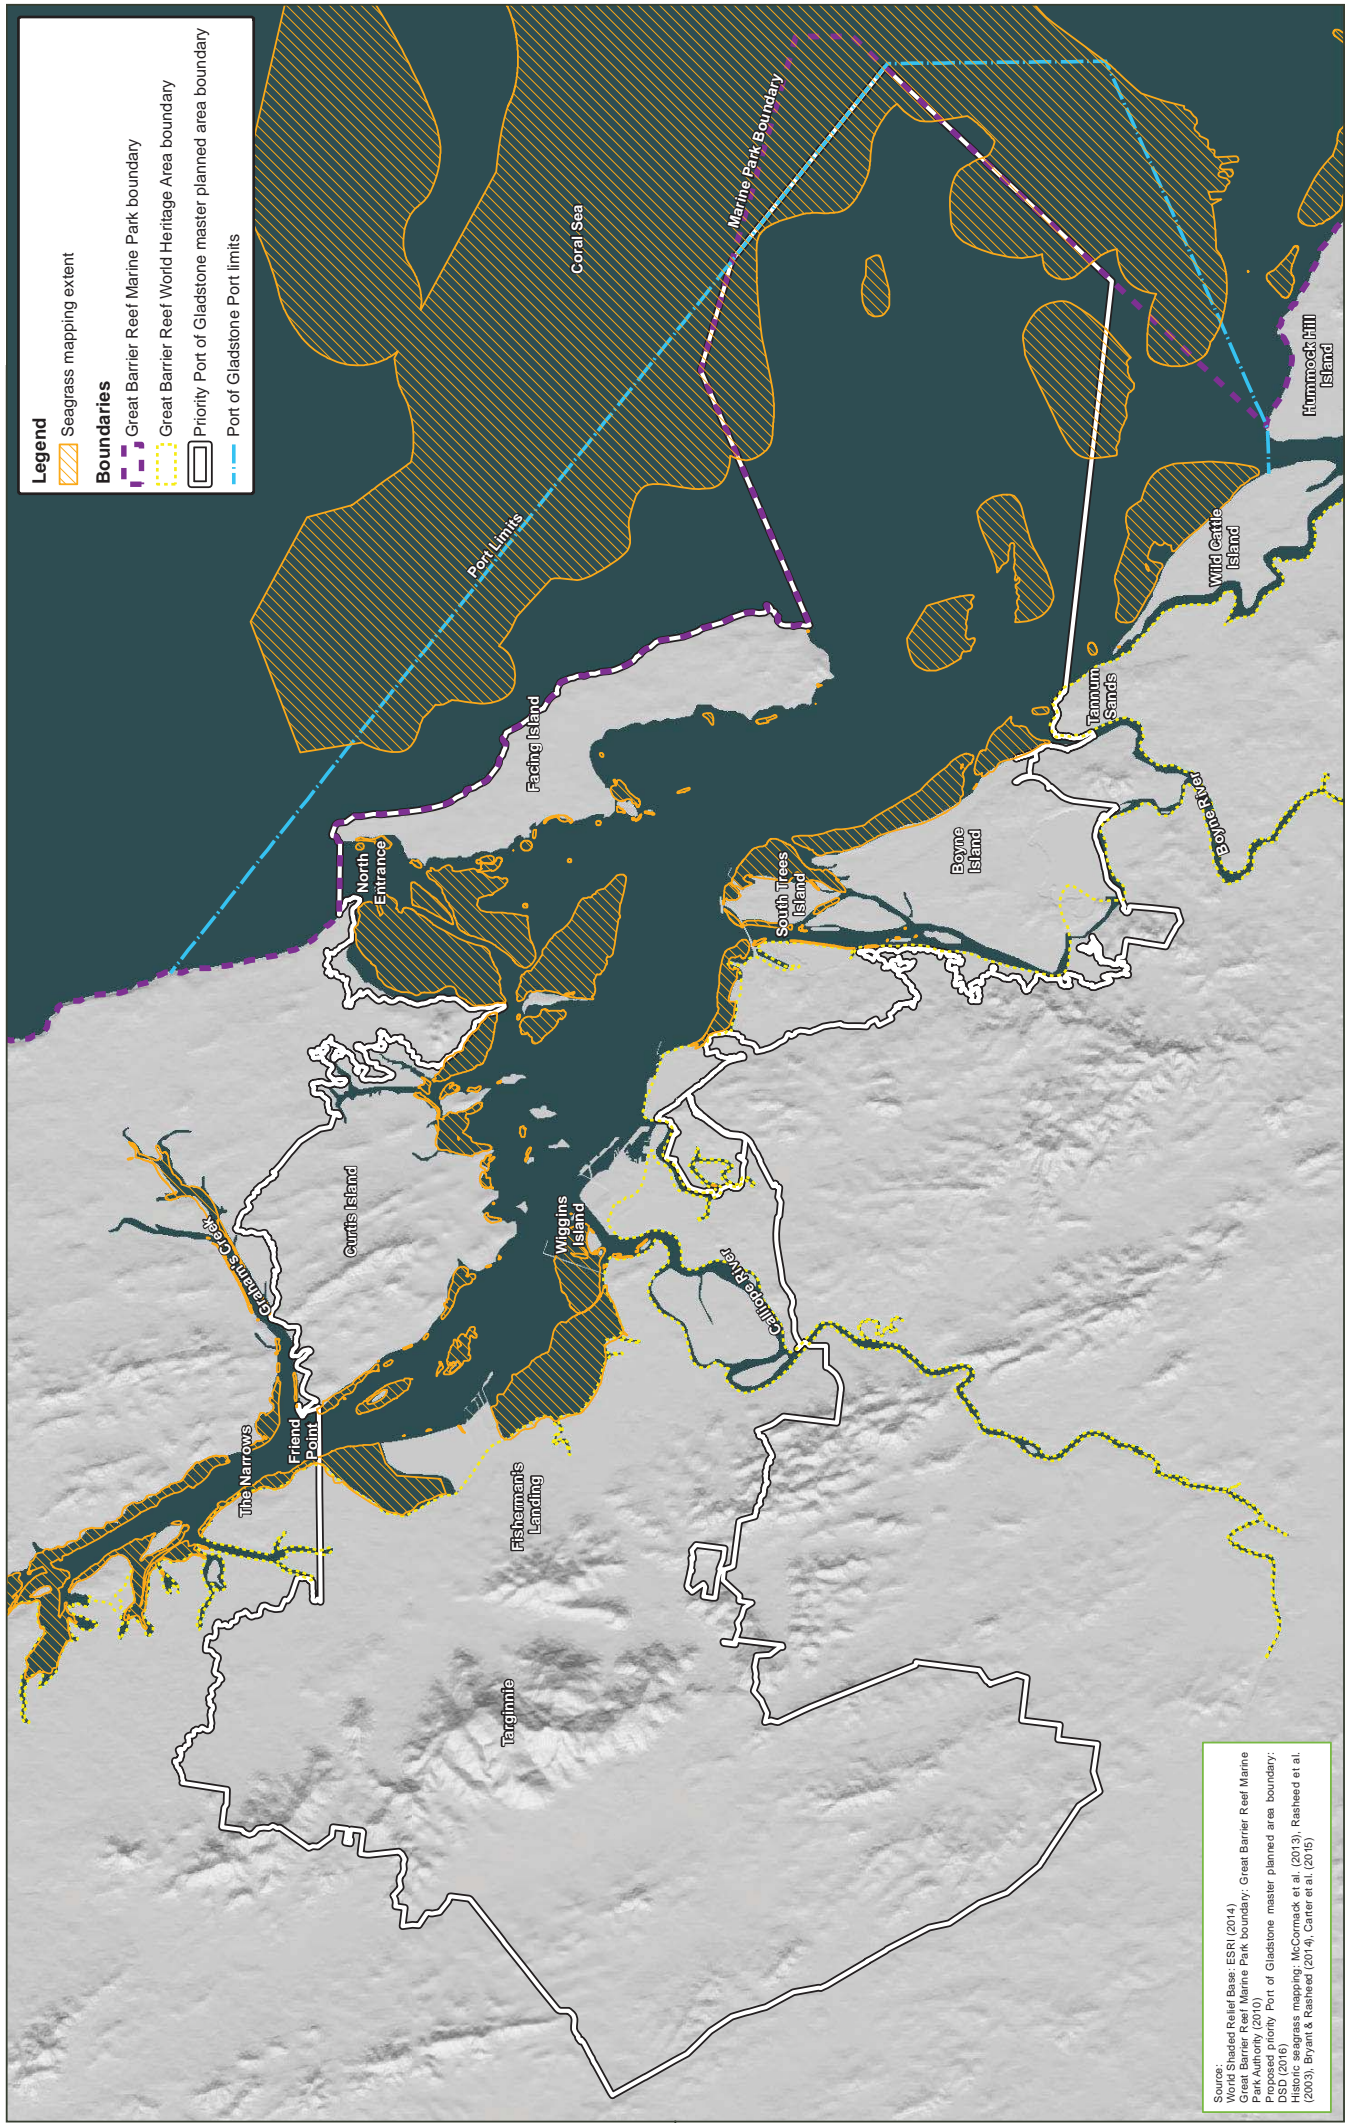 Legend
Seagrass mapping extent
Boundaries
Great Barrier Reef Marine Park boundary
Great Barrier Reef World Heritage Area boundary
Priority Port of Gladstone master planned area boundary
Port of Gladstone Port limits
Coral Sea
Marine Park Boundary
Port Limits
The Narrows
Graham's Creek
Friend
Point
Curtis Island
North
Entrance
Facing Island
Targinnie
Fisherman's
Landing
Wiggins
Island
Calliope River
South Trees
Island
Boyne
Island
Boyne River
Tannum
Sands
Wild Cattle
Island
Hummock Hill
Island
Source:
World Shaded Relief Base: ESRI (2014)
Great Barrier Reef Marine Park boundary: Great Barrier Reef Marine
Park Authority (2010)
Proposed priority Port of Gladstone master planned area boundary:
DSD (2016)
Historic seagrass mapping: McCormack et al. (2013), Rasheed et al.
(2003), Bryant & Rasheed (2014), Carter et al. (2015)